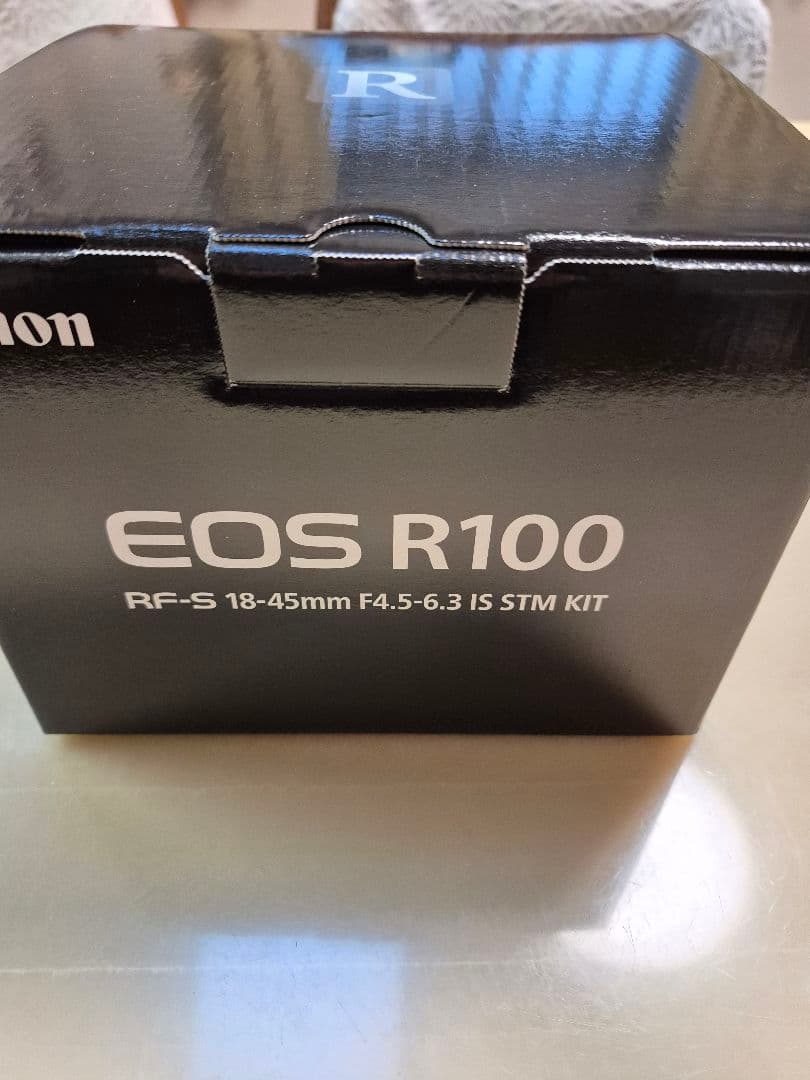 R
non
EOS R100
RF-S 18-45mm F4.5-6.3 IS STM KIT